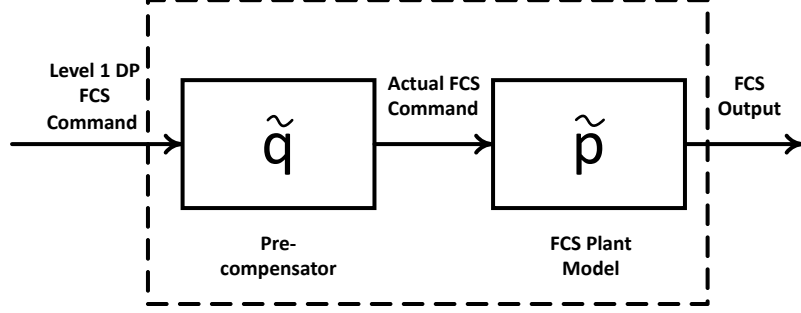 Level 1 DP
FCS
Command
q̃
Pre-
compensator
Actual FCS
Command
p̃
FCS Plant
Model
FCS
Output